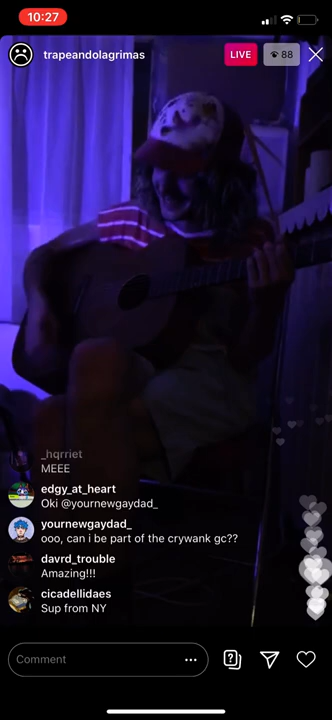 10:27
trapeandolagrimas
LIVE
88
_hqrriet
MEEE
edgy_at_heart
Oki @yournewgaydad_
yournewgaydad_
ooo, can i be part of the crywank gc??
davrd_trouble
Amazing!!!
cicadellidaes
Sup from NY
Comment